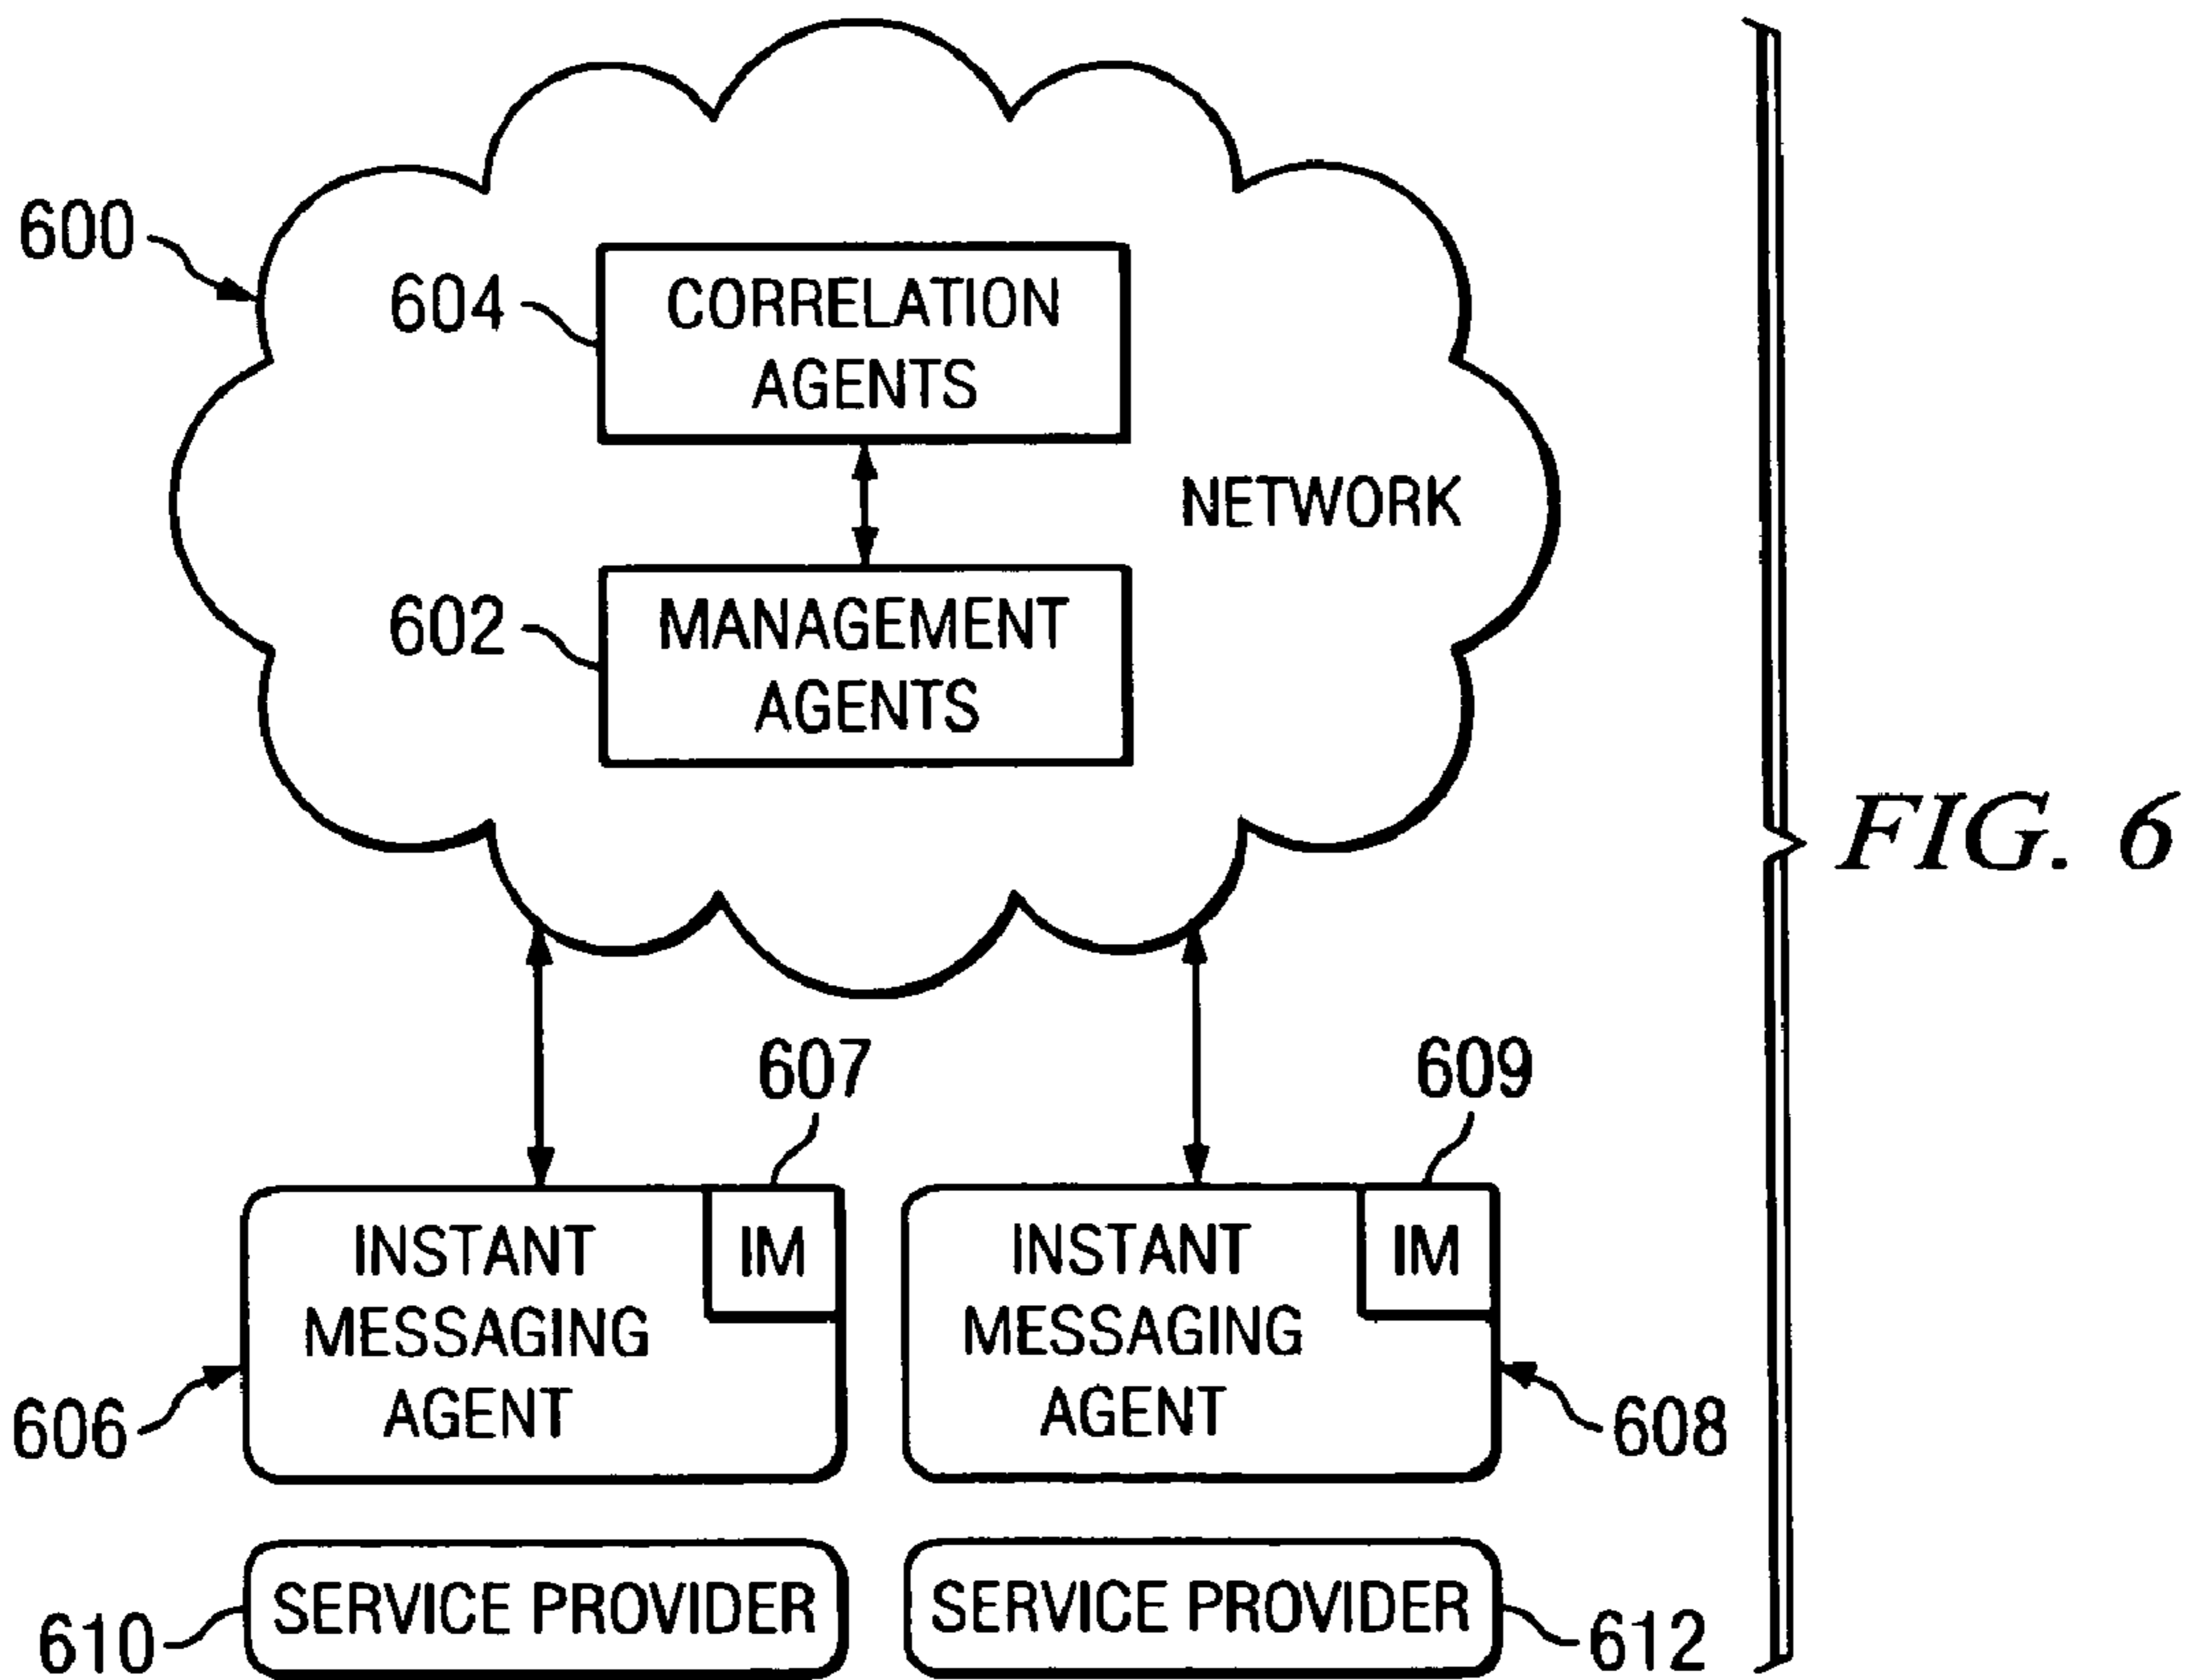 600
604
CORRELATION
AGENTS
NETWORK
602
MANAGEMENT
AGENTS
FIG. 6
607
609
INSTANT
MESSAGING
AGENT
IM
INSTANT
MESSAGING
AGENT
IM
606
608
SERVICE PROVIDER
SERVICE PROVIDER
610
612